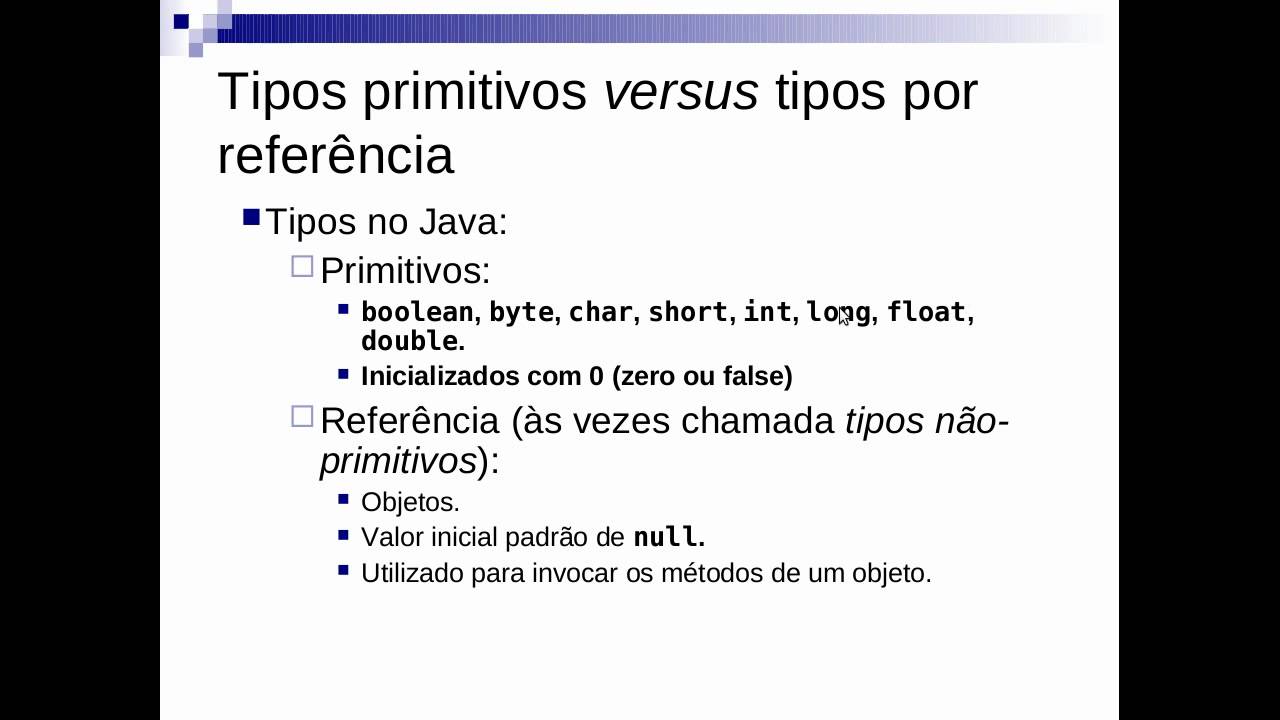 Tipos primitivos versus tipos por
referência
Tipos no Java:
Primitivos:
boolean, byte, char, short, int, long, float,
double.
Inicializados com 0 (zero ou false)
Referência (às vezes chamada tipos não-
primitivos):
Objetos.
Valor inicial padrão de null.
Utilizado para invocar os métodos de um objeto.